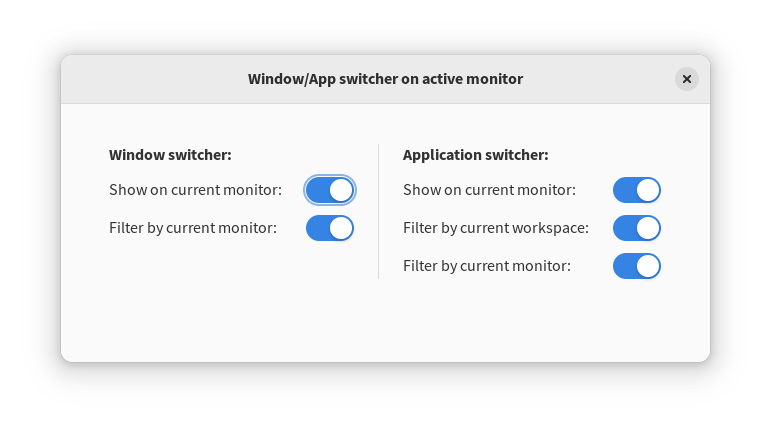 Window/App switcher on active monitor
Window switcher:
Show on current monitor:
Filter by current monitor:
Application switcher:
Show on current monitor:
Filter by current workspace:
Filter by current monitor: